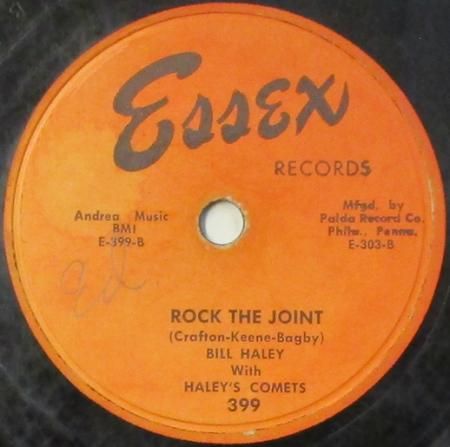 Essex
RECORDS
Andrea Music
BMI
E-399-B
Mfgd. by
Palda Record Co.
Phila., Penna.
E-303-B
Ed.
ROCK THE JOINT
(Crafton-Keene-Bagby)
BILL HALEY
With
HALEY'S COMETS
399